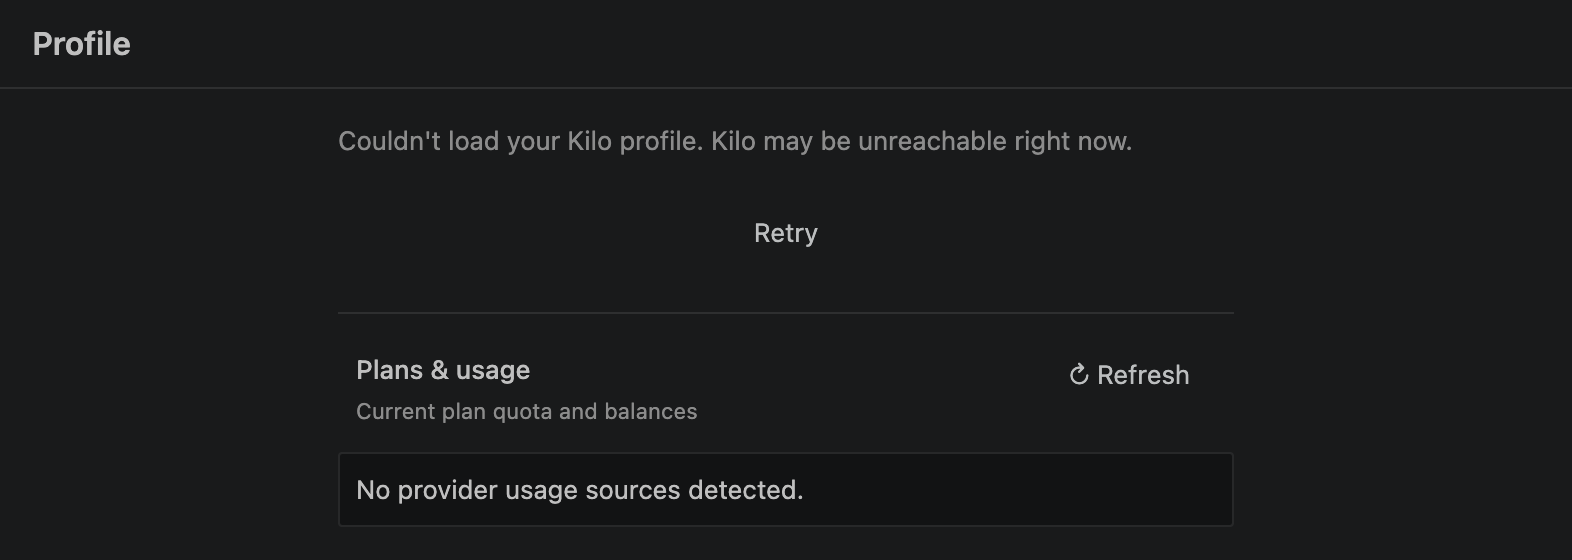 Profile
Couldn't load your Kilo profile. Kilo may be unreachable right now.
Retry
Plans & usage
Refresh
Current plan quota and balances
No provider usage sources detected.